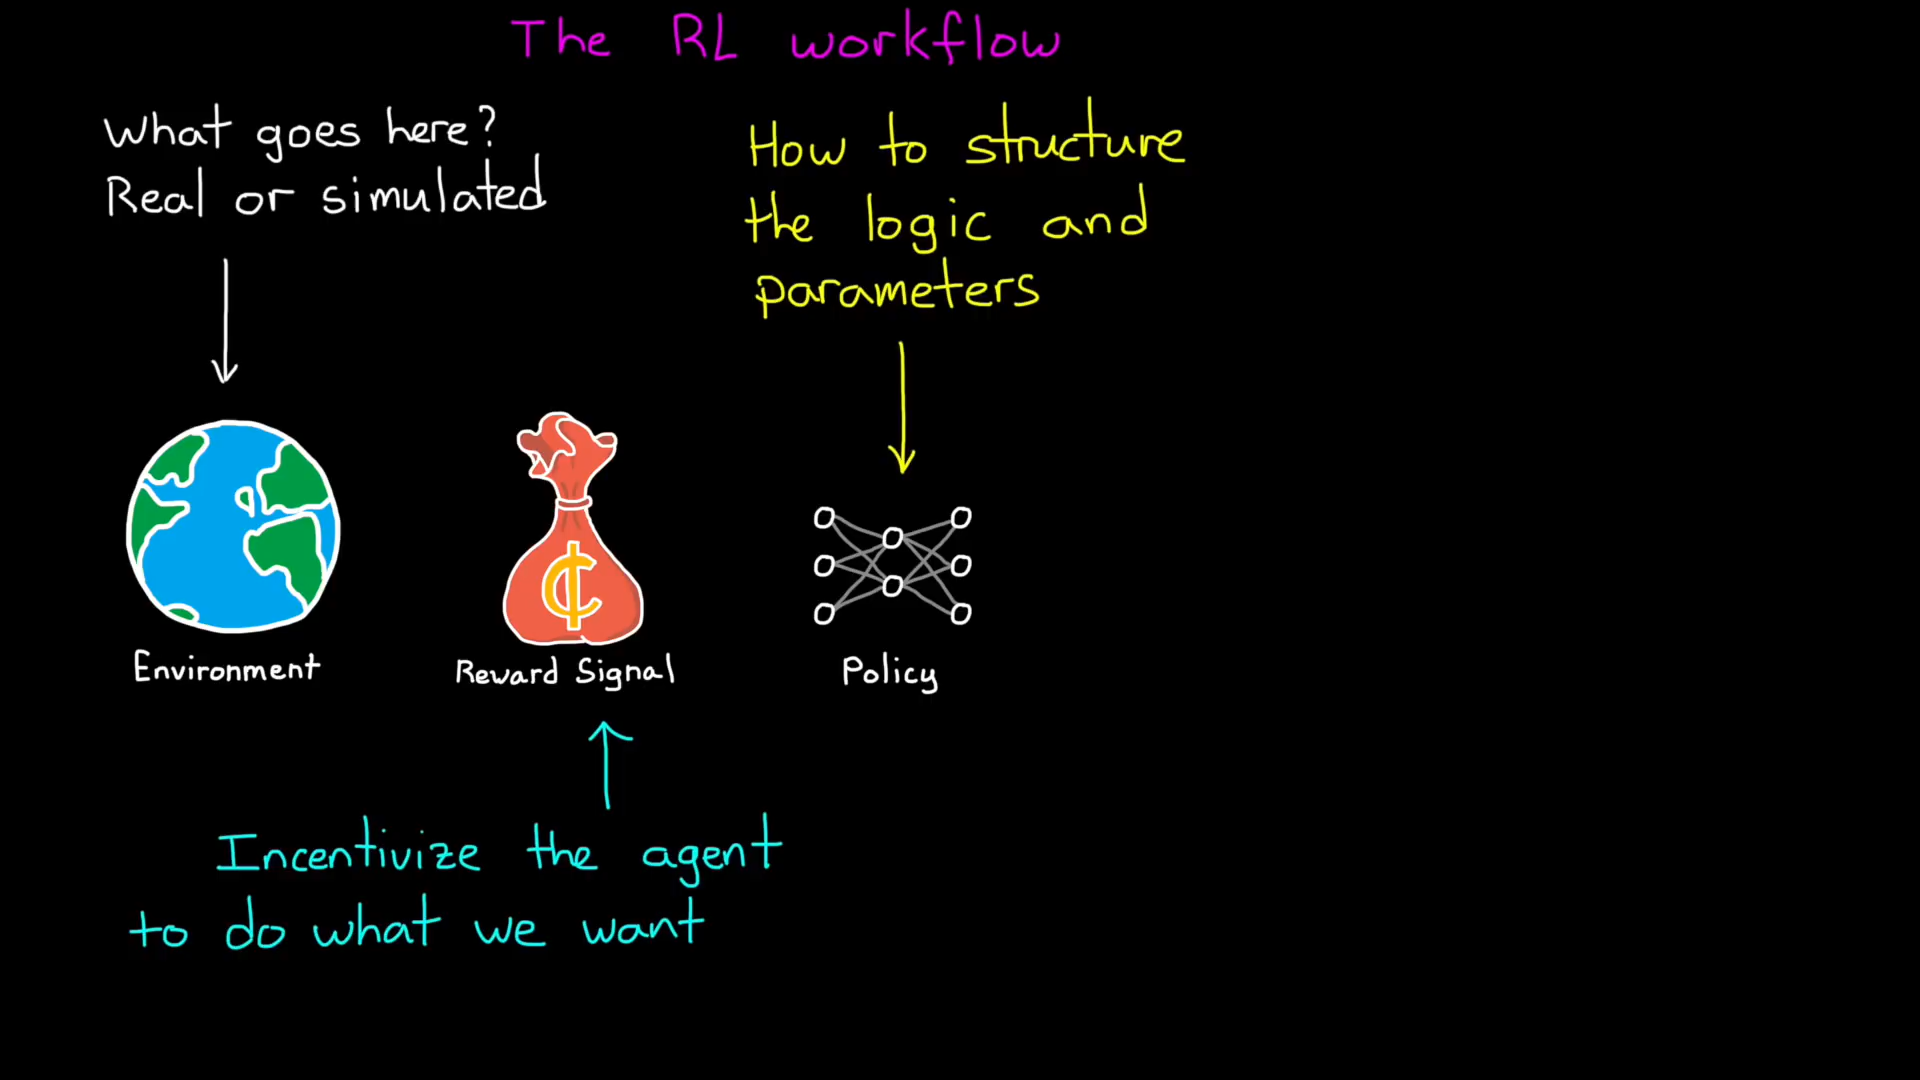 The RL workflow
What goes here?
Real or simulated
How to structure
the logic and
parameters
₵
Environment
Reward Signal
Policy
Incentivize the agent
to do what we want